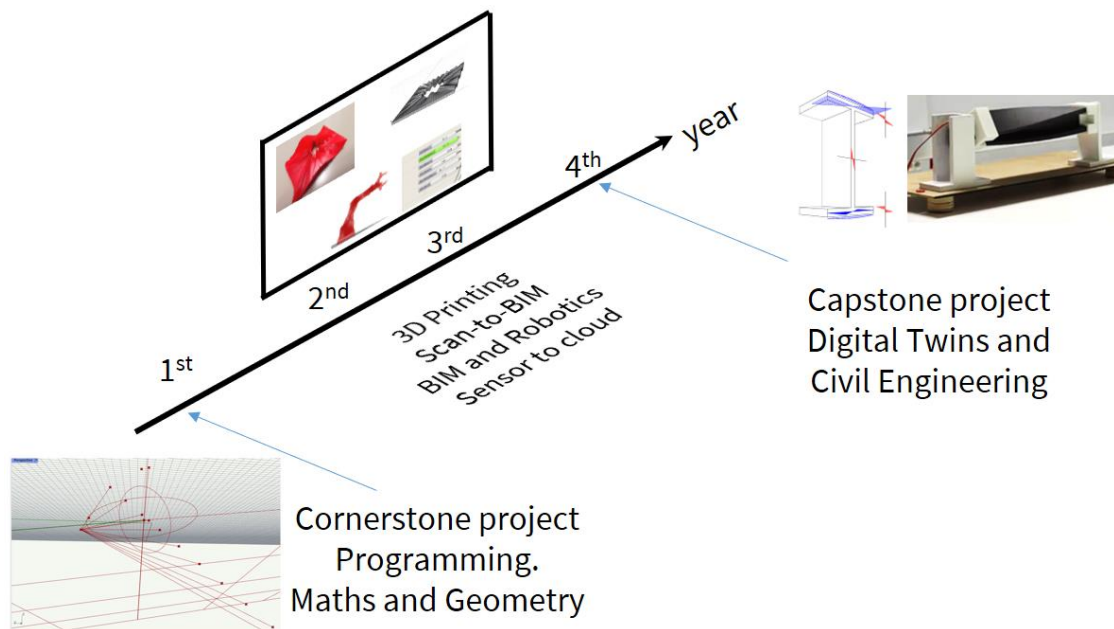 year
4th
3rd
2nd
1st
3D Printing
Scan-to-BIM
BIM and Robotics
Sensor to cloud
Capstone project
Digital Twins and
Civil Engineering
Perspective
Cornerstone project
Programming.
Maths and Geometry